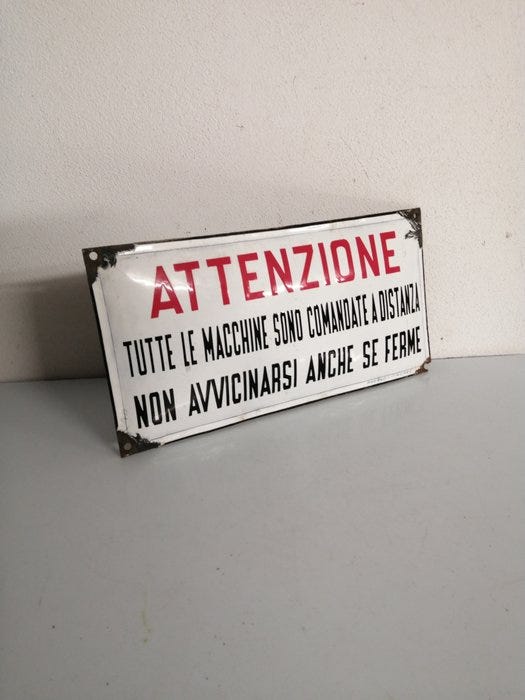 ATTENZIONE
TUTTE LE MACCHINE SONO COMANDATE A DISTANZA
NON AVVICINARSI ANCHE SE FERME